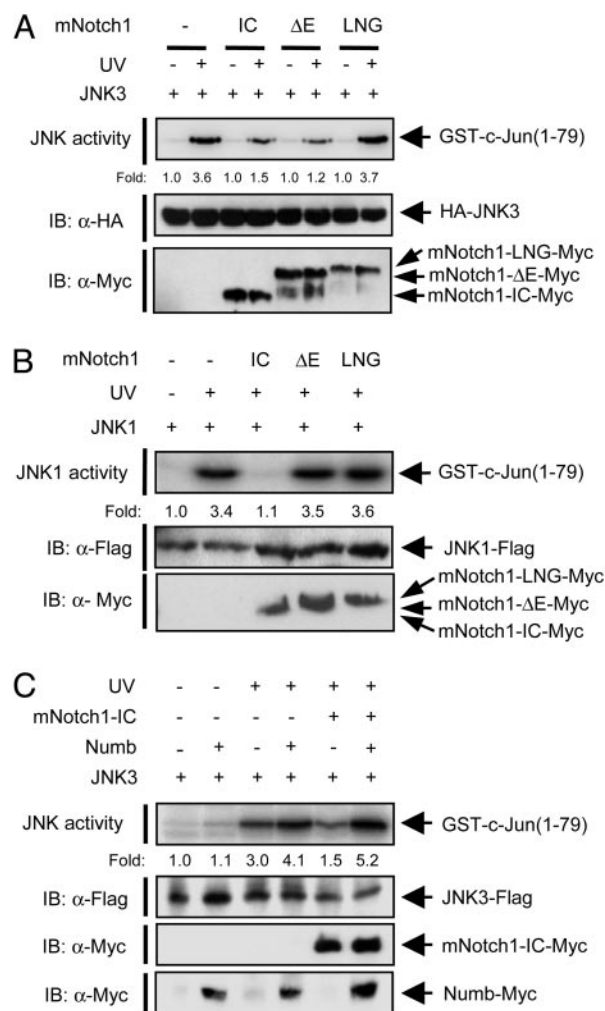 A
mNotch1 - IC ΔE LNG
UV - + - + - + - +
JNK3 + + + + + + + +
JNK activity GST-c-Jun(1-79)
Fold: 1.0 3.6 1.0 1.5 1.0 1.2 1.0 3.7
IB: α-HA HA-JNK3
mNotch1-LNG-Myc
IB: α-Myc mNotch1-ΔE-Myc
mNotch1-IC-Myc
B
mNotch1 - - IC ΔE LNG
UV - + + + +
JNK1 + + + + +
JNK1 activity GST-c-Jun(1-79)
Fold: 1.0 3.4 1.1 3.5 3.6
IB: α-Flag JNK1-Flag
mNotch1-LNG-Myc
IB: α- Myc mNotch1-ΔE-Myc
mNotch1-IC-Myc
C
UV - - + + + +
mNotch1-IC - - - - + +
Numb - + - + - +
JNK3 + + + + + +
JNK activity GST-c-Jun(1-79)
Fold: 1.0 1.1 3.0 4.1 1.5 5.2
IB: α-Flag JNK3-Flag
IB: α-Myc mNotch1-IC-Myc
IB: α-Myc Numb-Myc